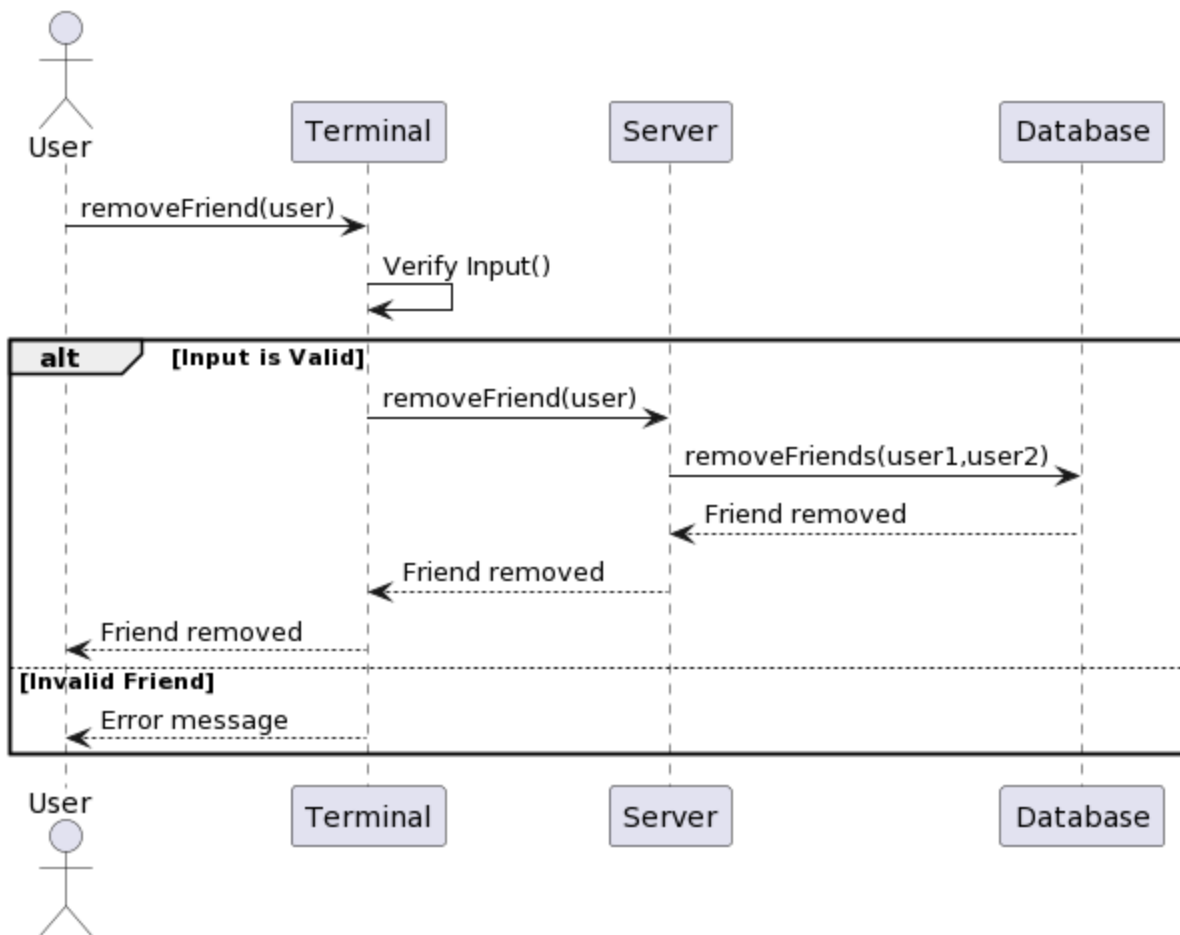 User
Terminal
Server
Database
removeFriend(user)
Verify Input()
alt
[Input is Valid]
removeFriend(user)
removeFriends(user1,user2)
Friend removed
Friend removed
Friend removed
[Invalid Friend]
Error message
User
Terminal
Server
Database